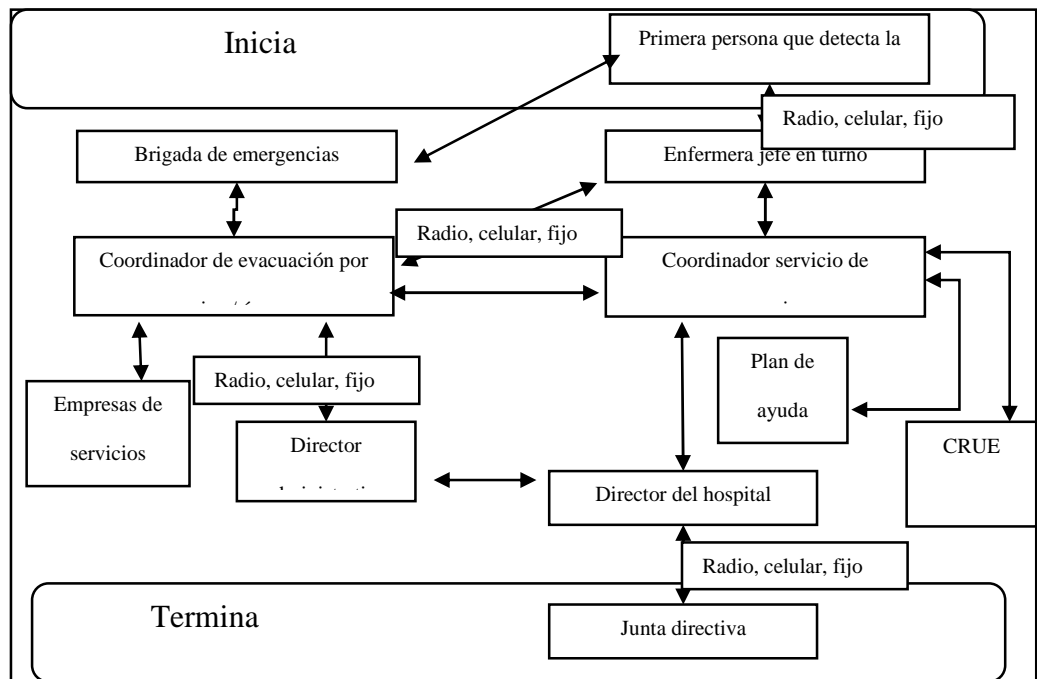 Inicia
Primera persona que detecta la
Radio, celular, fijo
Brigada de emergencias
Enfermera jefe en turno
Radio, celular, fijo
Coordinador de evacuación por
Coordinador servicio de
Radio, celular, fijo
Plan de
ayuda
Empresas de
servicios
Director
CRUE
Director del hospital
Radio, celular, fijo
Termina
Junta directiva